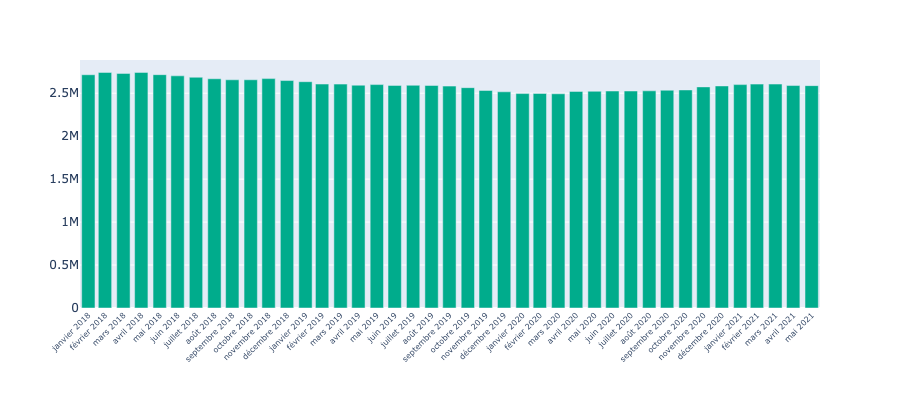 2.5M
2M
1.5M
1M
0.5M
0
janvier 2018
février 2018
mars 2018
avril 2018
mai 2018
juin 2018
juillet 2018
août 2018
septembre 2018
octobre 2018
novembre 2018
décembre 2018
janvier 2019
février 2019
mars 2019
avril 2019
mai 2019
juin 2019
juillet 2019
août 2019
septembre 2019
octobre 2019
novembre 2019
décembre 2019
janvier 2020
février 2020
mars 2020
avril 2020
mai 2020
juin 2020
juillet 2020
août 2020
septembre 2020
octobre 2020
novembre 2020
décembre 2020
janvier 2021
février 2021
mars 2021
avril 2021
mai 2021